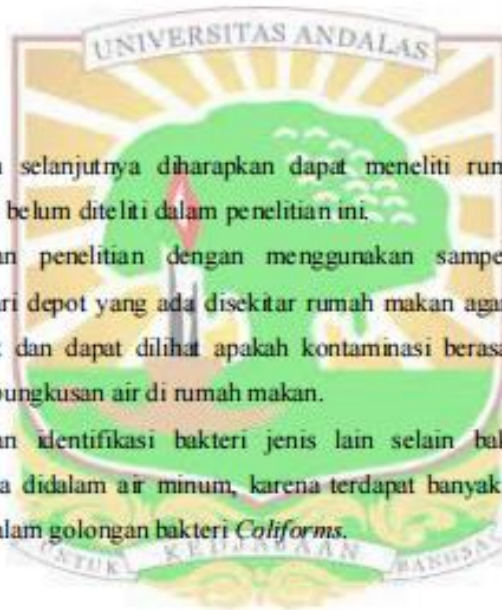 UNIVERSITAS ANDALAS
selanjutnya diharapkan dapat meneliti
belum diteliti dalam penelitian ini.
penelitian dengan menggunakan
depot yang ada disekitar rumah makan agar
dan dapat dilihat apakah kontaminasi
air di rumah makan.
identifikasi bakteri jenis lain selain
didalam air minum, karena terdapat banyak
golongan bakteri Coliforms.
UNTUK KEDJAJAAN BANGSA